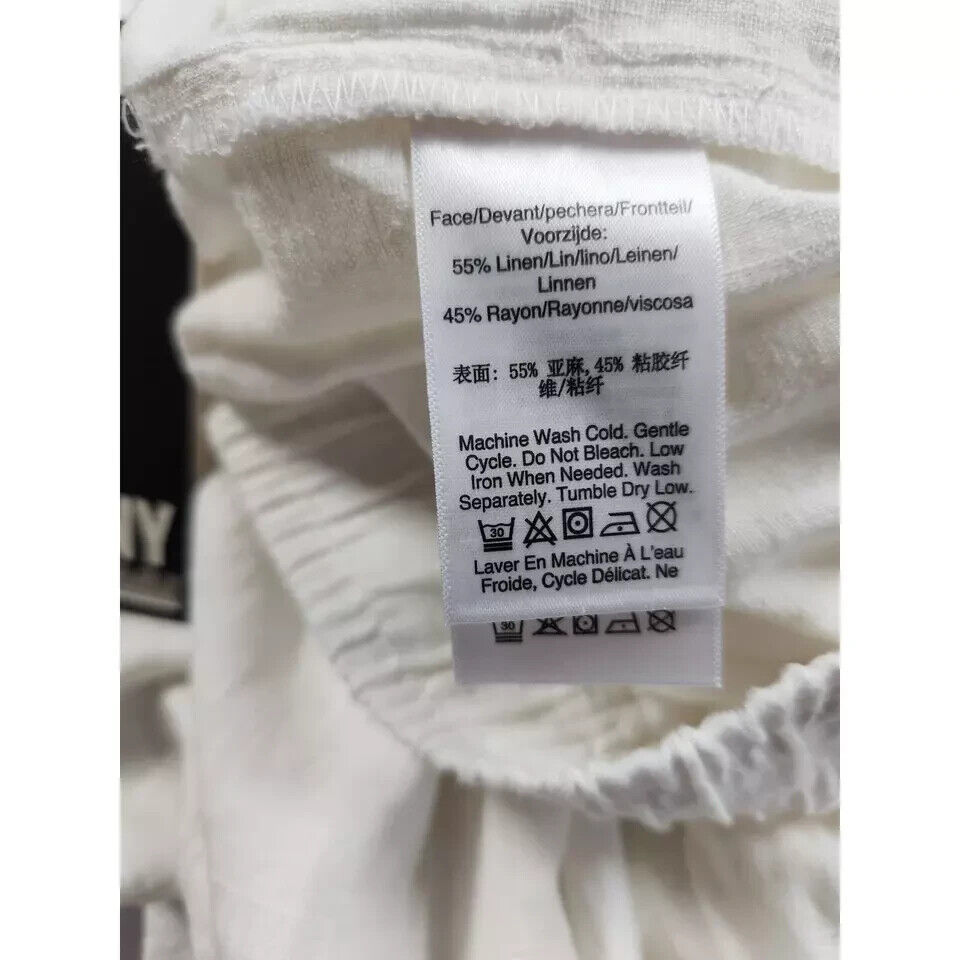 Face/Devant/pechera/Frontteil/
Voorzijde:
55% Linen/Lin/lino/Leinen/
Linnen
45% Rayon/Rayonne/viscosa
表面: 55% 亚麻,45% 粘胶纤
维/粘纤
Machine Wash Cold. Gentle
Cycle. Do Not Bleach. Low
Iron When Needed. Wash
Separately. Tumble Dry Low.
30
Laver En Machine À L'eau
Froide, Cycle Délicat. Ne
30
NY